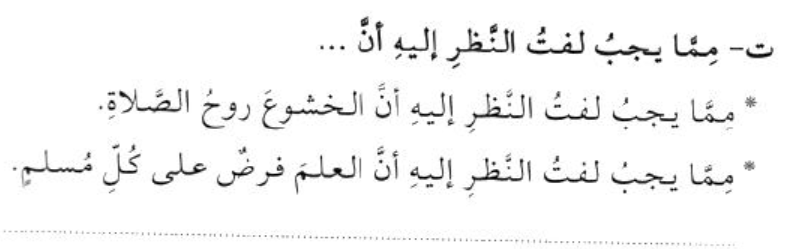 ت- مِمَّا يجبُ لفتُ النَّظرِ إليهِ أنَّ ...
* مِمَّا يجبُ لفتُ النَّظرِ إليهِ أنَّ الخشوعَ روحُ الصَّلاةِ.
* مِمَّا يجبُ لفتُ النَّظرِ إليهِ أنَّ العلمَ فرضٌ على كُلِّ مُسلمٍ.